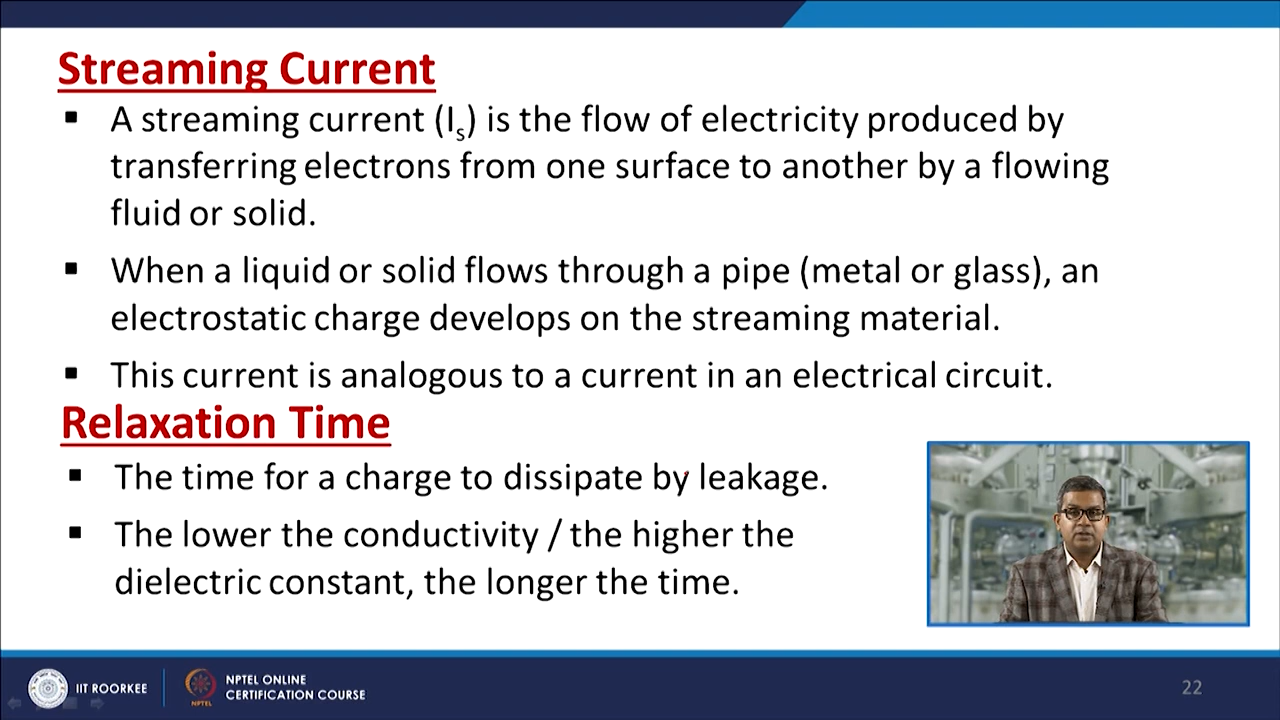 Streaming Current
▪ A streaming current (Is) is the flow of electricity produced by
transferring electrons from one surface to another by a flowing
fluid or solid.
▪ When a liquid or solid flows through a pipe (metal or glass), an
electrostatic charge develops on the streaming material.
▪ This current is analogous to a current in an electrical circuit.
Relaxation Time
▪ The time for a charge to dissipate by leakage.
▪ The lower the conductivity / the higher the
dielectric constant, the longer the time.
IIT ROORKEE
NPTEL
NPTEL ONLINE
CERTIFICATION COURSE
22